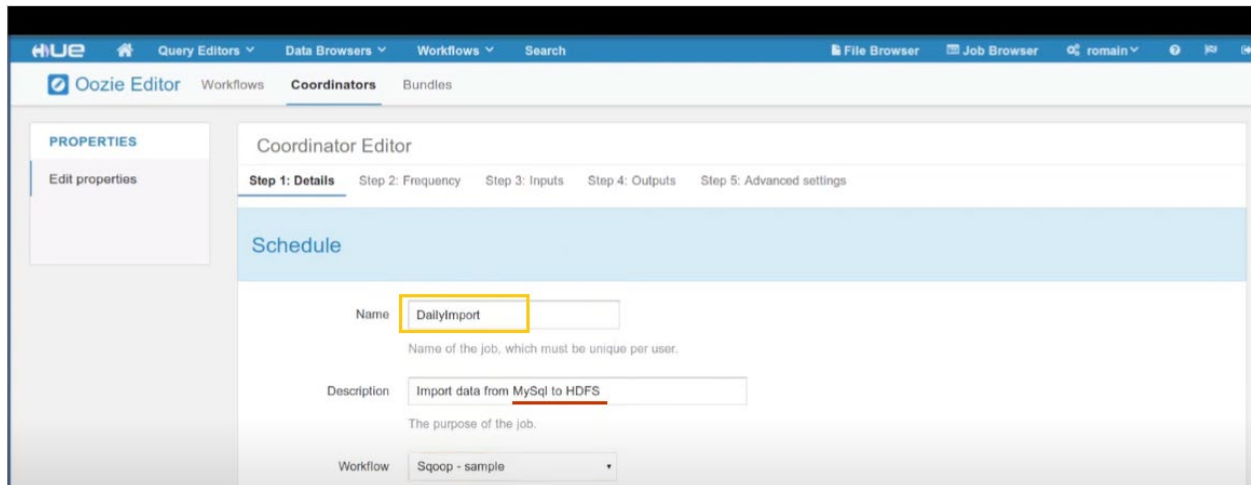 HUE Query Editors Data Browsers Workflows Search File Browser Job Browser romain
Oozie Editor Workflows Coordinators Bundles
PROPERTIES
Edit properties
Coordinator Editor
Step 1: Details Step 2: Frequency Step 3: Inputs Step 4: Outputs Step 5: Advanced settings
Schedule
Name DailyImport
Name of the job, which must be unique per user.
Description Import data from MySql to HDFS
The purpose of the job.
Workflow Sqoop - sample